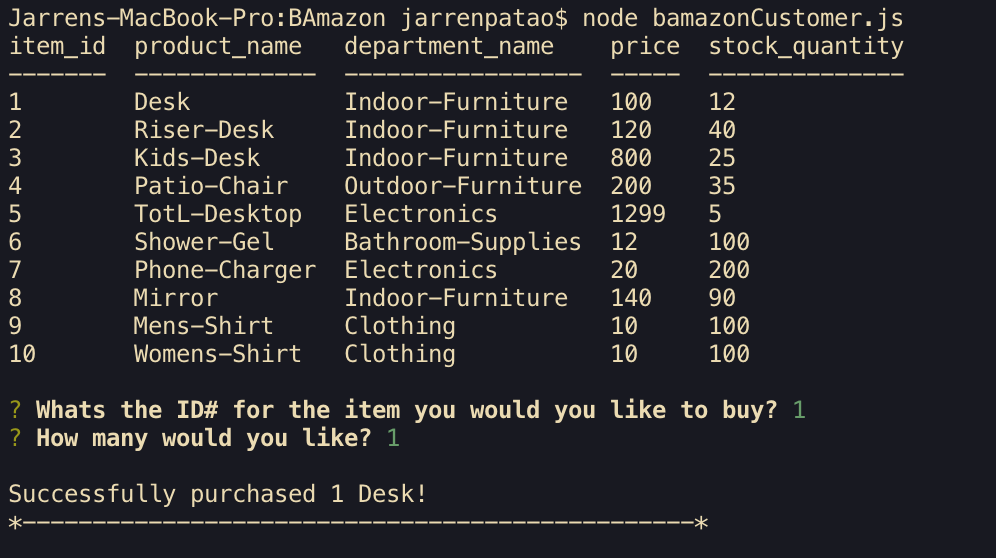 Jarrens-MacBook-Pro:BAmazon jarrenpatao$ node bamazonCustomer.js
item_id  product_name   department_name    price  stock_quantity
-------  -------------  -----------------  -----  --------------
1        Desk           Indoor-Furniture   100    12
2        Riser-Desk     Indoor-Furniture   120    40
3        Kids-Desk      Indoor-Furniture   800    25
4        Patio-Chair    Outdoor-Furniture  200    35
5        TotL-Desktop   Electronics        1299   5
6        Shower-Gel     Bathroom-Supplies  12     100
7        Phone-Charger  Electronics        20     200
8        Mirror         Indoor-Furniture   140    90
9        Mens-Shirt     Clothing           10     100
10       Womens-Shirt   Clothing           10     100
? Whats the ID# for the item you would you like to buy? 1
? How many would you like? 1
Successfully purchased 1 Desk!
*------------------------------------------------*